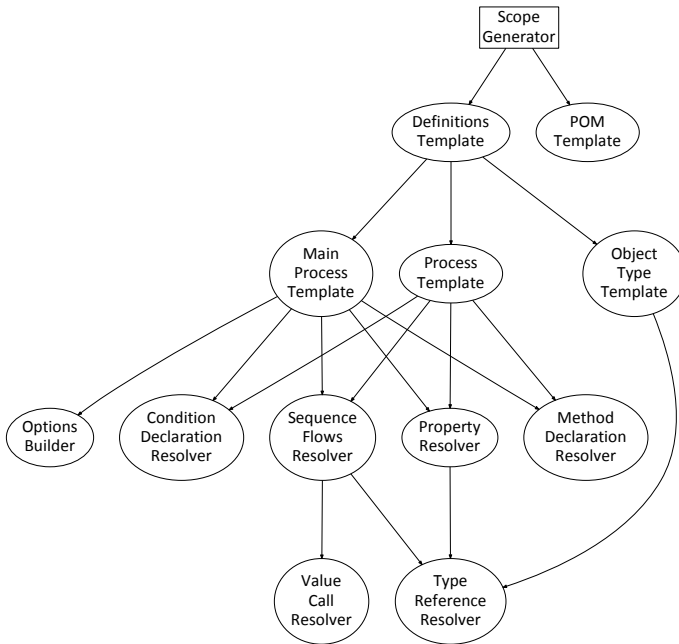 Scope
Generator
Definitions
Template
POM
Template
Main
Process
Template
Process
Template
Object
Type
Template
Options
Builder
Condition
Declaration
Resolver
Sequence
Flows
Resolver
Property
Resolver
Method
Declaration
Resolver
Value
Call
Resolver
Type
Reference
Resolver